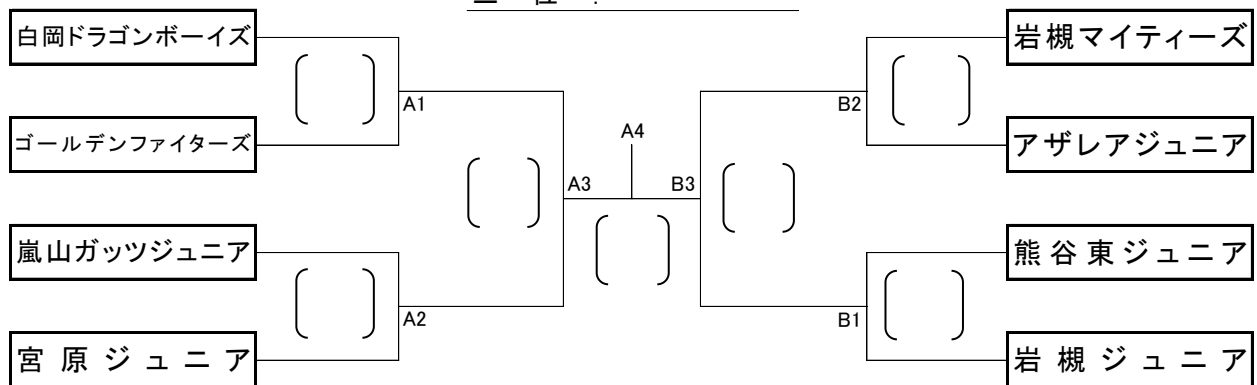 白岡ドラゴンボーイズ
ゴールデンファイターズ
嵐山ガッツジュニア
宮原ジュニア
A1
A2
A3
A4
B3
B2
B1
岩槻マイティーズ
アザレアジュニア
熊谷東ジュニア
岩槻ジュニア